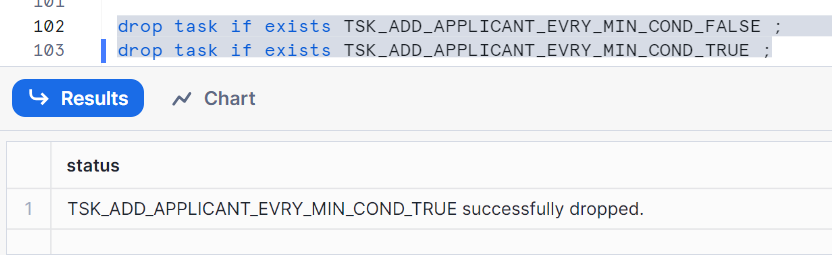 101
102 drop task if exists TSK_ADD_APPLICANT_EVRY_MIN_COND_FALSE ;
103 drop task if exists TSK_ADD_APPLICANT_EVRY_MIN_COND_TRUE ;
Results Chart
status
1 TSK_ADD_APPLICANT_EVRY_MIN_COND_TRUE successfully dropped.